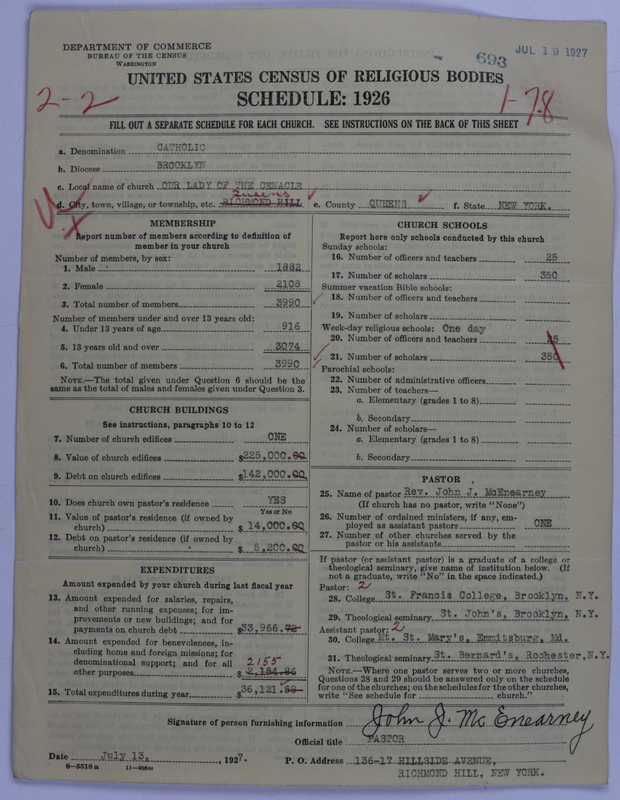 DEPARTMENT OF COMMERCE
BUREAU OF THE CENSUS
WASHINGTON
693
JUL 19 1927
UNITED STATES CENSUS OF RELIGIOUS BODIES
SCHEDULE: 1926
2-2
1-78
FILL OUT A SEPARATE SCHEDULE FOR EACH CHURCH. SEE INSTRUCTIONS ON THE BACK OF THIS SHEET
a. Denomination CATHOLIC
b. Diocese BROOKLYN
c. Local name of church OUR LADY OF THE CENACLE
Queens
d. City, town, village, or township, etc. RICHMOND HILL e. County QUEENS f. State NEW YORK.
MEMBERSHIP
Report number of members according to definition of
member in your church
Number of members, by sex:
1. Male 1882
2. Female 2108
3. Total number of members 3990
Number of members under and over 13 years old:
4. Under 13 years of age 916
5. 13 years old and over 3074
6. Total number of members 3990
NOTE.—The total given under Question 6 should be the
same as the total of males and females given under Question 3.
CHURCH BUILDINGS
See instructions, paragraphs 10 to 12
7. Number of church edifices ONE
8. Value of church edifices $225,000.00
9. Debt on church edifices $142,000.00
10. Does church own pastor's residence YES
Yes or No
11. Value of pastor's residence (if owned by
church) $ 14,000.00
12. Debt on pastor's residence (if owned by
church) $ 5,200.00
EXPENDITURES
Amount expended by your church during last fiscal year
13. Amount expended for salaries, repairs,
and other running expenses; for im-
provements or new buildings; and for
payments on church debt $33,966.72
14. Amount expended for benevolences, in-
cluding home and foreign missions; for
denominational support; and for all 2155
other purposes $ 2,154.86
15. Total expenditures during year $36,121.58
CHURCH SCHOOLS
Report here only schools conducted by this church
Sunday schools:
16. Number of officers and teachers 25
17. Number of scholars 350
Summer vacation Bible schools:
18. Number of officers and teachers
19. Number of scholars
Week-day religious schools: One day
20. Number of officers and teachers 25
21. Number of scholars 350
Parochial schools:
22. Number of administrative officers
23. Number of teachers—
a. Elementary (grades 1 to 8)
b. Secondary
24. Number of scholars—
a. Elementary (grades 1 to 8)
b. Secondary
PASTOR
25. Name of pastor Rev. John J. McEnearney
(If church has no pastor, write "None")
26. Number of ordained ministers, if any, em-
ployed as assistant pastors ONE
27. Number of other churches served by the
pastor or his assistants
If pastor (or assistant pastor) is a graduate of a college or
theological seminary, give name of institution below. (If
not a graduate, write "No" in the space indicated.)
Pastor: 2
28. College St. Francis College, Brooklyn, N.Y.
29. Theological seminary St. John's, Brooklyn, N.Y.
Assistant pastor: 2
30. College Mt. St. Mary's, Emmitsburg, Md.
31. Theological seminary St. Bernard's, Rochester, N.Y.
NOTE.—Where one pastor serves two or more churches,
Questions 28 and 29 should be answered only on the schedule
for one of the churches; on the schedules for the other churches,
write "See schedule for church."
Signature of person furnishing information John J. McEnearney
Official title PASTOR
Date July 13, 1927. P. O. Address 136-17 HILLSIDE AVENUE,
8-5518a RICHMOND HILL, NEW YORK.